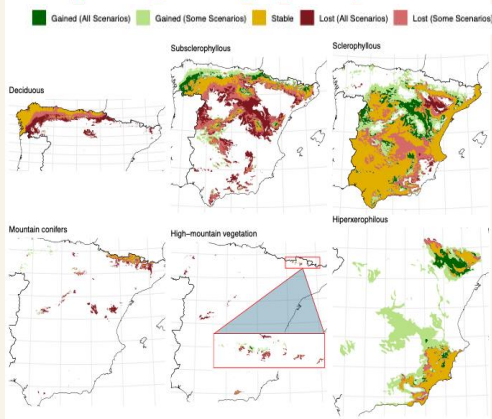 Gained (All Scenarios) Gained (Some Scenarios) Stable Lost (All Scenarios) Lost (Some Scenarios)
Deciduous
Subsclerophyllous
Sclerophyllous
Mountain conifers
High-mountain vegetation
Hiperxerophilous